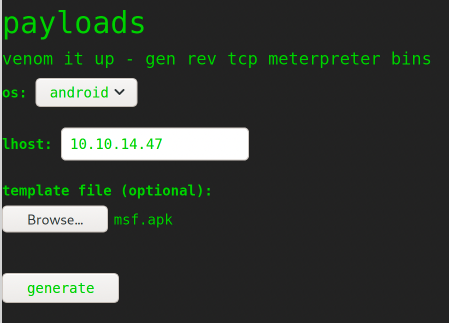 payloads
venom it up - gen rev tcp meterpreter bins
os: android
lhost: 10.10.14.47
template file (optional):
Browse... msf.apk
generate